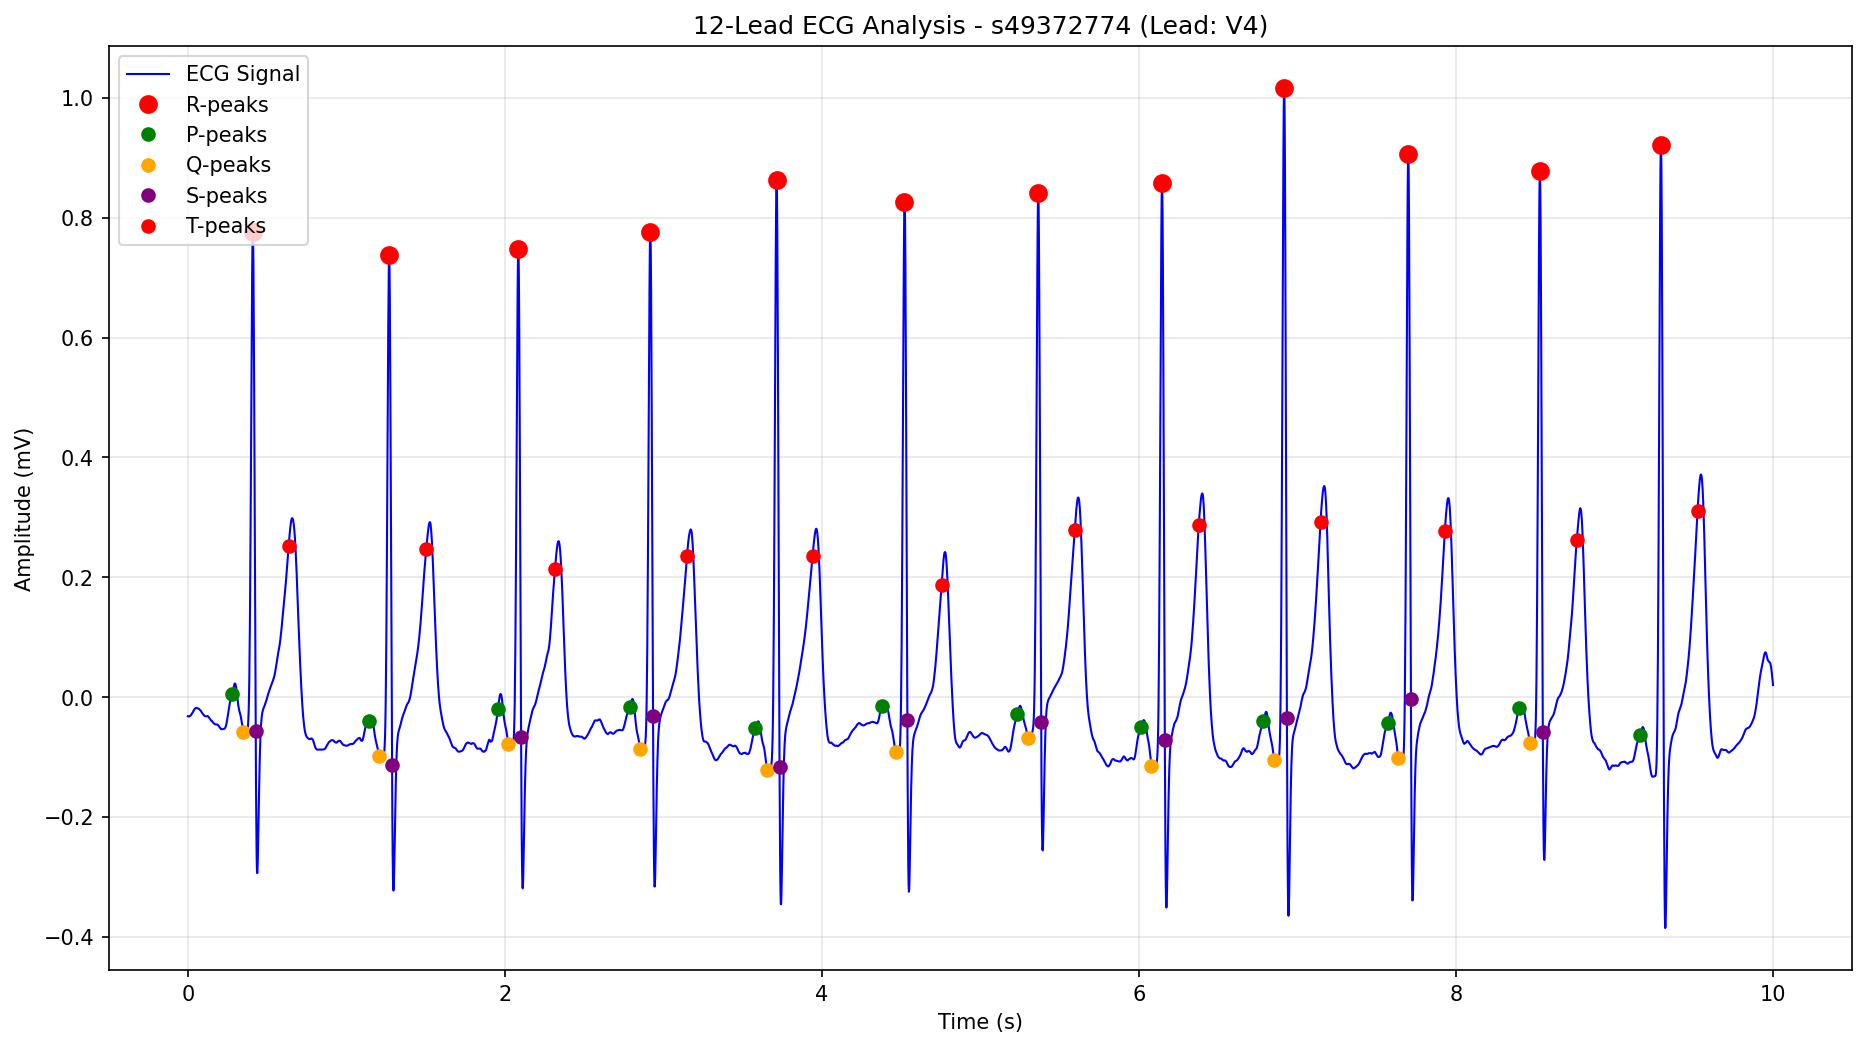 12-Lead ECG Analysis - s49372774 (Lead: V4)
ECG Signal
R-peaks
P-peaks
Q-peaks
S-peaks
T-peaks
Amplitude (mV)
1.0
0.8
0.6
0.4
0.2
0.0
−0.2
−0.4
0 2 4 6 8 10
Time (s)